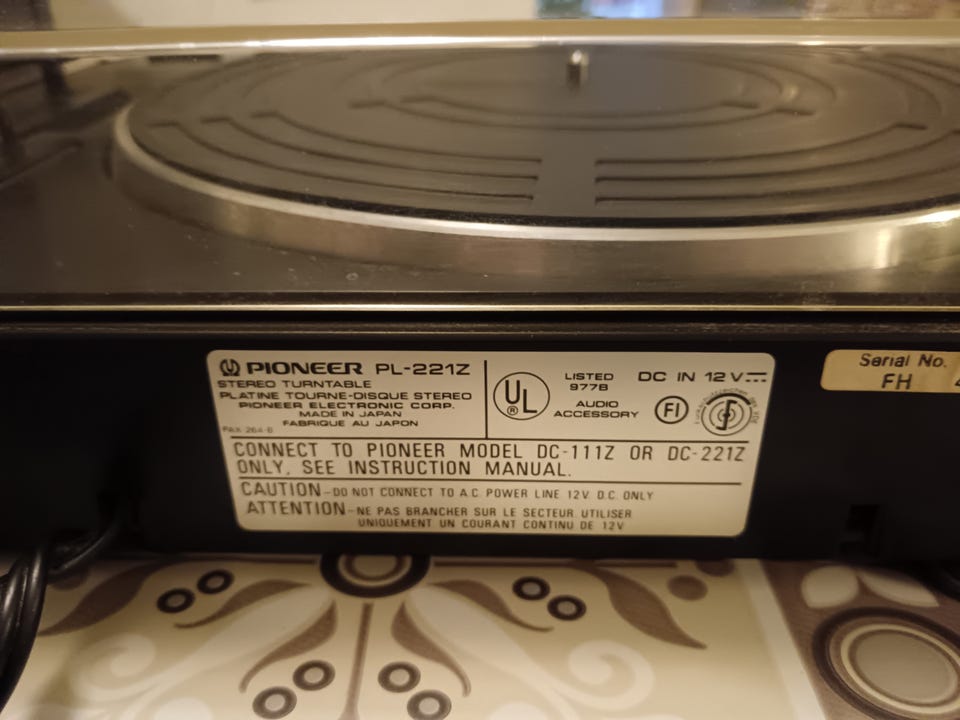 PIONEER PL-221Z
STEREO TURNTABLE
PLATINE TOURNE-DISQUE STEREO
PIONEER ELECTRONIC CORP.
MADE IN JAPAN
FABRIQUE AU JAPON
UL
®
LISTED
977B
AUDIO
ACCESSORY
DC IN 12V
FI
CONNECT TO PIONEER MODEL DC-111Z OR DC-221Z
ONLY, SEE INSTRUCTION MANUAL.
CAUTION-DO NOT CONNECT TO A.C. POWER LINE 12V. D.C. ONLY
ATTENTION-NE PAS BRANCHER SUR LE SECTEUR UTILISER
UNIQUEMENT UN COURANT CONTINU DE 12V
Serial No.
FH